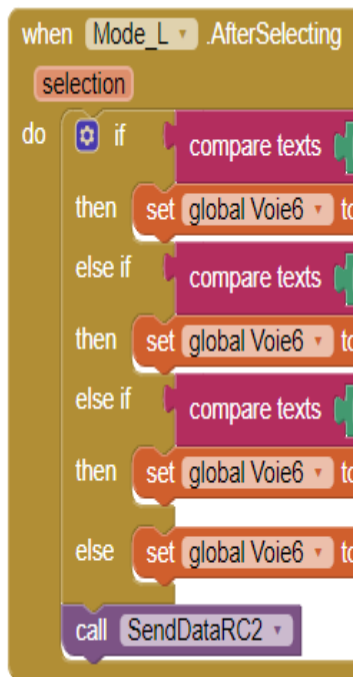 when Mode_L .AfterSelecting
selection
do if compare texts
then set global Voie6 to
else if compare texts
then set global Voie6 to
else if compare texts
then set global Voie6 to
else set global Voie6 to
call SendDataRC2